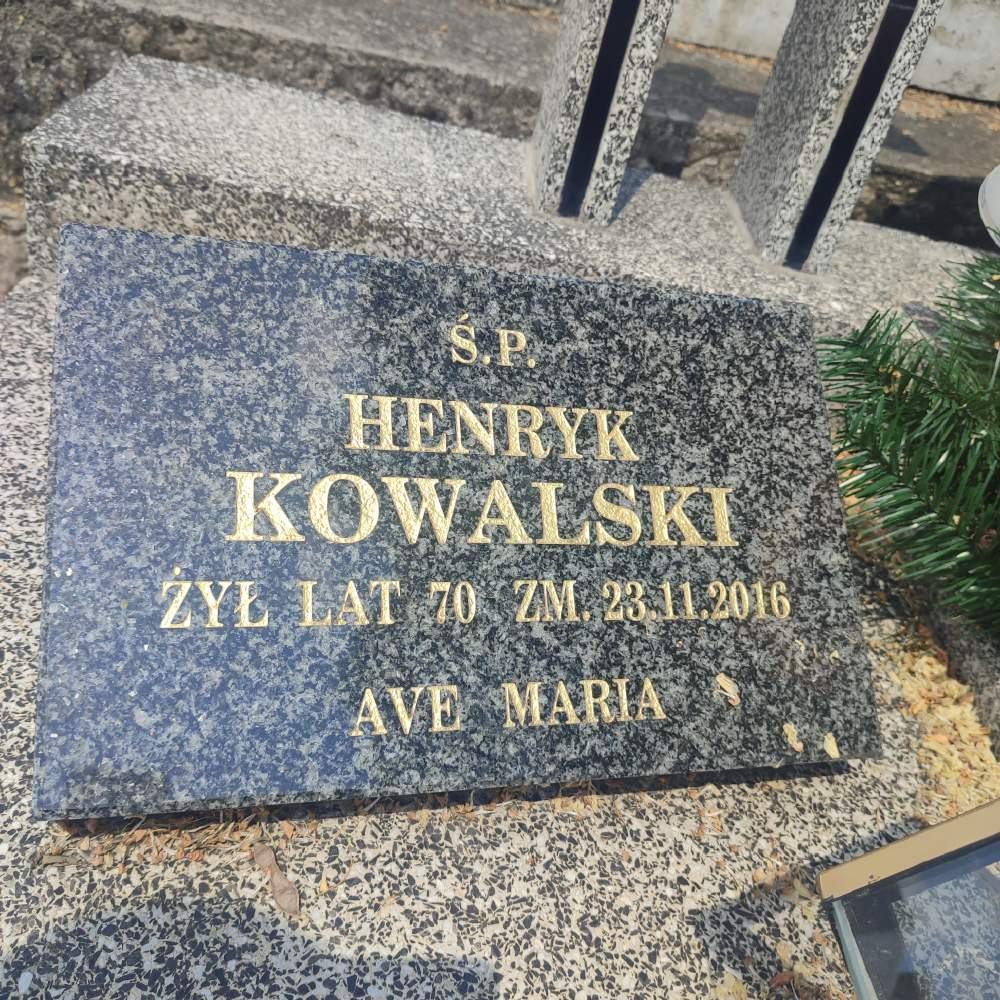 Ś.P.
HENRYK
KOWALSKI
ŻYŁ LAT 70 ZM. 23.11.2016
AVE MARIA